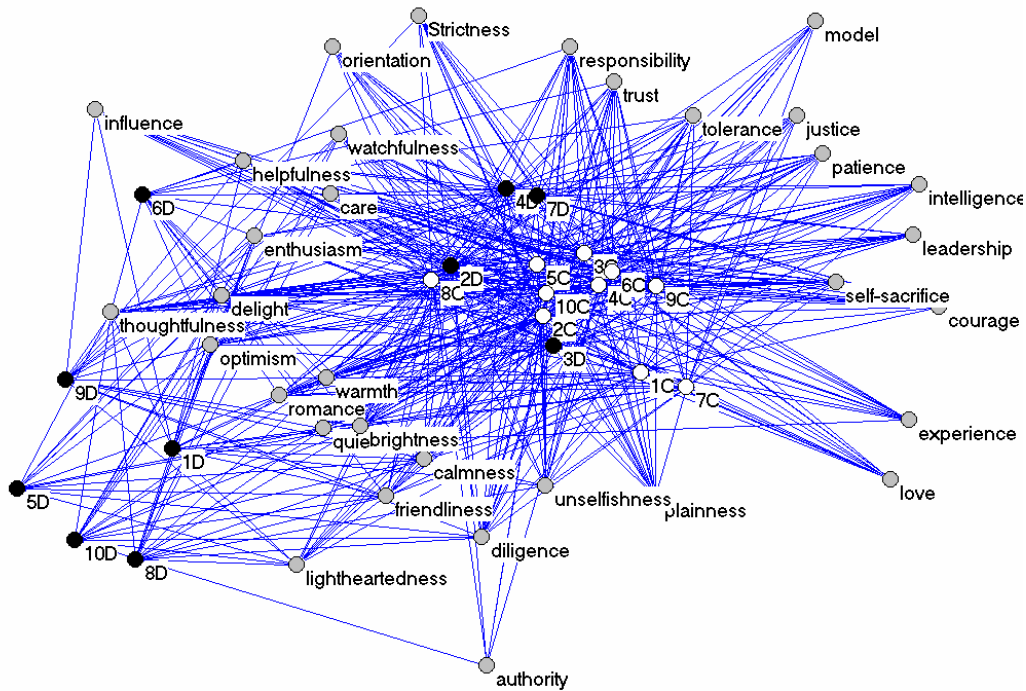 Strictness
model
orientation
responsibility
trust
influence
tolerance
justice
watchfulness
patience
helpfulness
intelligence
care
4D
7D
6D
enthusiasm
leadership
3C
5C
2D
6C
8C
self-sacrifice
4C
9C
10C
delight
courage
thoughtfulness
2C
optimism
3D
warmth
1C
9D
7C
romance
experience
quie
brightness
1D
calmness
love
5D
unselfishness
friendliness
plainness
10D
diligence
8D
lightheartedness
authority